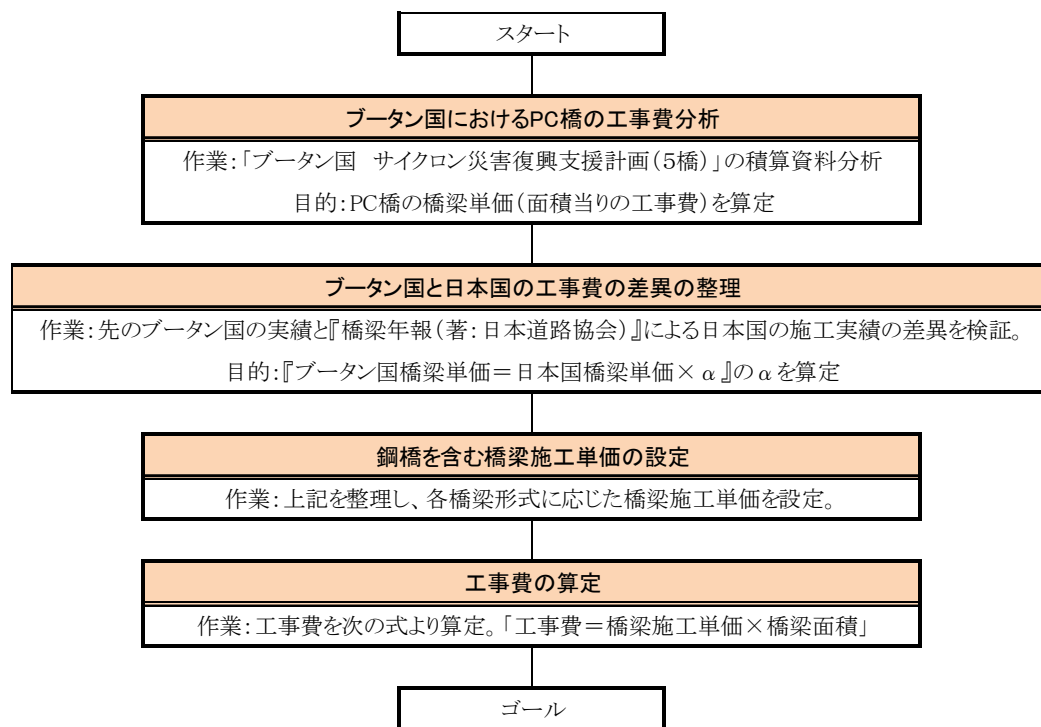 スタート
ブータン国におけるPC橋の工事費分析
作業：「ブータン国　サイクロン災害復興支援計画（5橋）」の積算資料分析
目的：PC橋の橋梁単価（面積当りの工事費）を算定
ブータン国と日本国の工事費の差異の整理
作業：先のブータン国の実績と『橋梁年報（著：日本道路協会）』による日本国の施工実績の差異を検証。
目的：『ブータン国橋梁単価＝日本国橋梁単価×α』のαを算定
鋼橋を含む橋梁施工単価の設定
作業：上記を整理し、各橋梁形式に応じた橋梁施工単価を設定。
工事費の算定
作業：工事費を次の式より算定。「工事費＝橋梁施工単価×橋梁面積」
ゴール